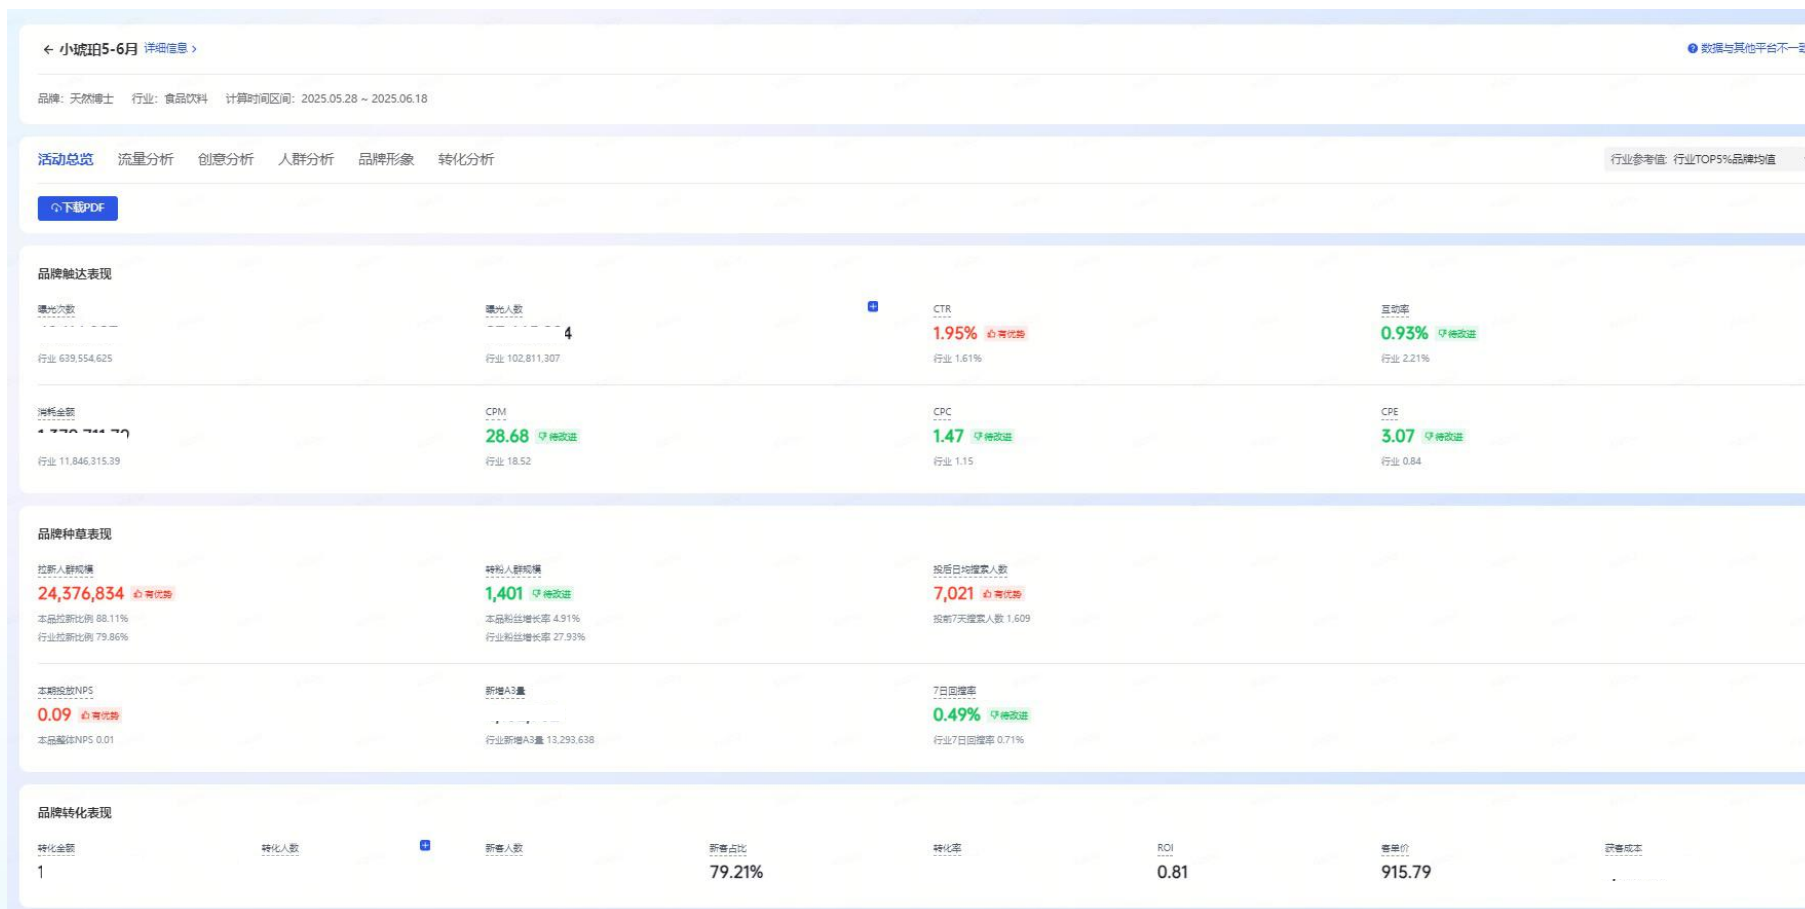 ← 小琥珀5-6月 详细信息 >
数据与其他平台不一致
品牌: 天然博士 行业: 食品饮料 计算时间区间: 2025.05.28 ~ 2025.06.18
活动总览 流量分析 创意分析 人群分析 品牌形象 转化分析
行业参考值: 行业TOP5%品牌均值
下载PDF
品牌触达表现
曝光次数 曝光人数 CTR 互动率
4 1.95% 有优势 0.93% 待改进
行业 639,554,625 行业 102,811,307 行业 1.61% 行业 2.21%
消耗金额 CPM CPC CPE
28.68 待改进 1.47 待改进 3.07 待改进
行业 11,846,315.39 行业 18.52 行业 1.15 行业 0.84
品牌种草表现
拉新人群规模 转粉人群规模 投后日均搜索人数
24,376,834 有优势 1,401 待改进 7,021 有优势
本品拉新比例 88.11% 本品粉丝增长率 4.91% 投前7天搜索人数 1,609
行业拉新比例 79.86% 行业粉丝增长率 27.93%
本期投放NPS 新增A3量 7日回搜率
0.09 有优势 0.49% 待改进
本品整体NPS 0.01 行业新增A3量 13,293,638 行业7日回搜率 0.71%
品牌转化表现
转化金额 转化人数 新客人数 新客占比 转化率 ROI 客单价 获客成本
1 79.21% 0.81 915.79